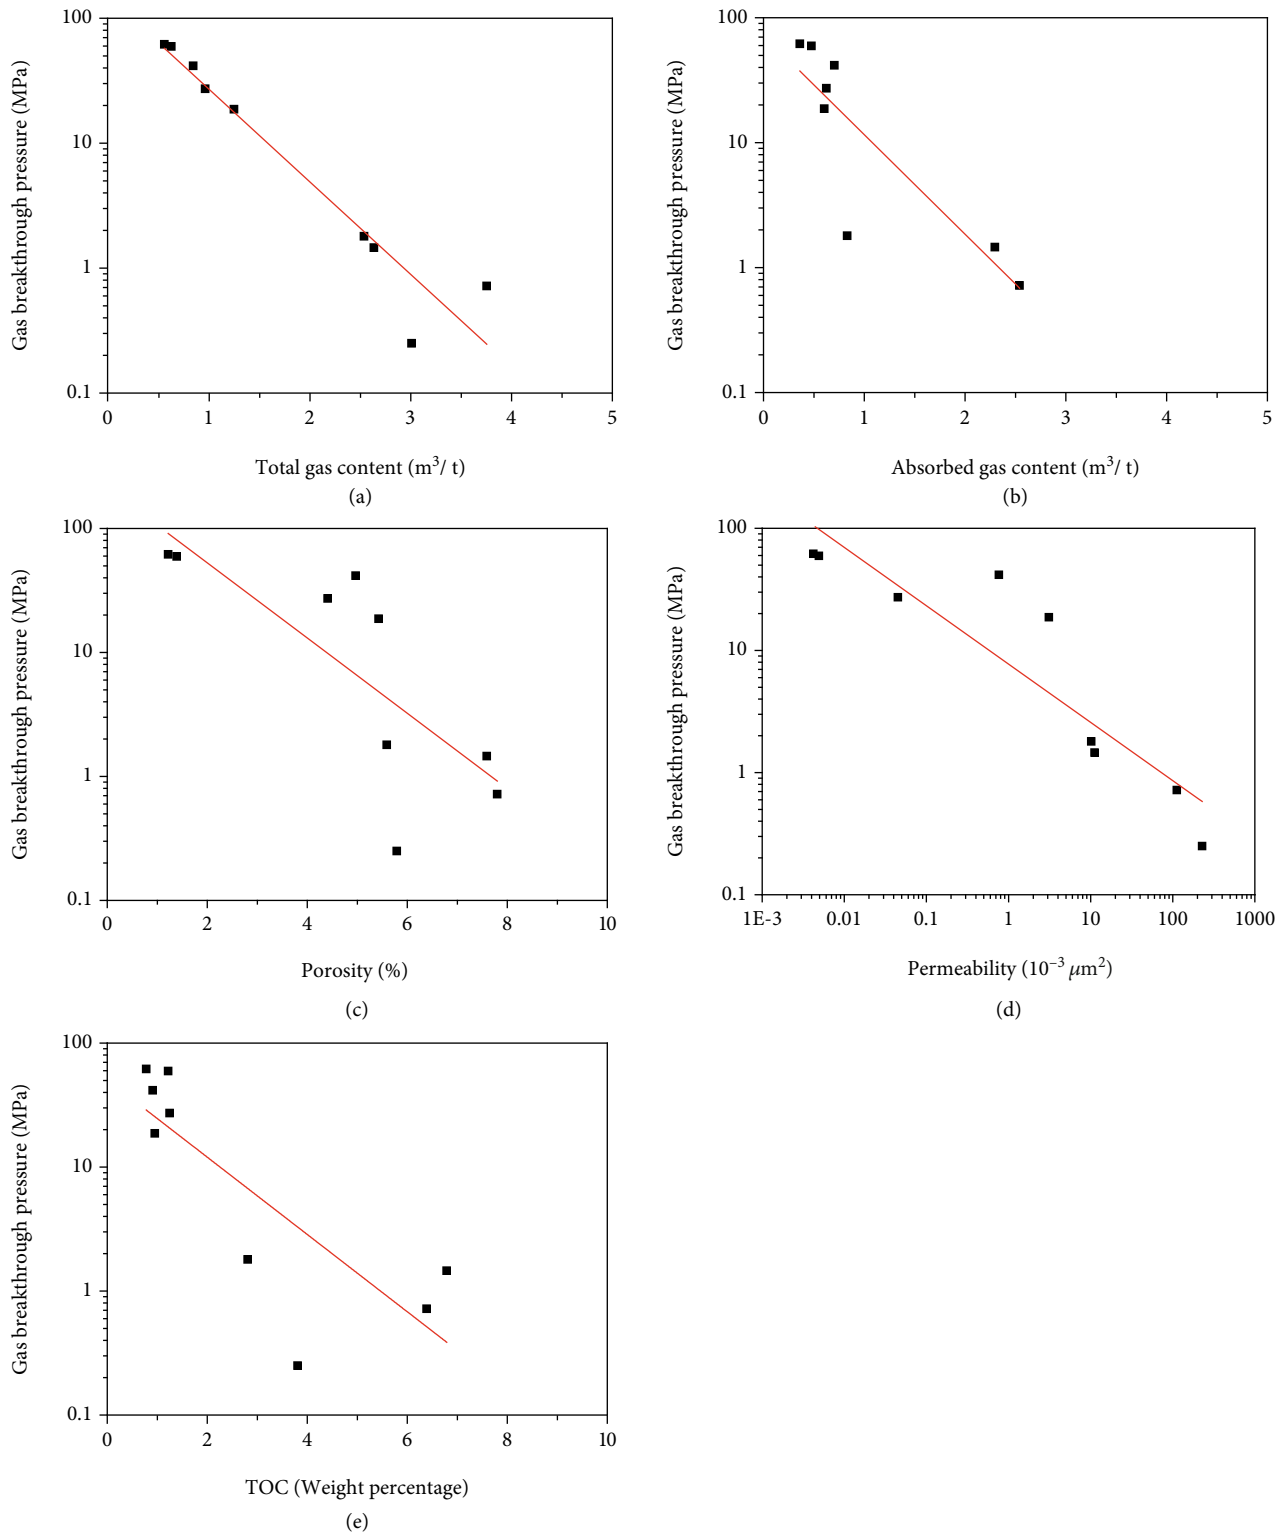 100
10
1
0.1
Gas breakthrough pressure (MPa)
0 1 2 3 4 5
Total gas content (m³/ t)
(a)
100
10
1
0.1
Gas breakthrough pressure (MPa)
0 1 2 3 4 5
Absorbed gas content (m³/ t)
(b)
100
10
1
0.1
Gas breakthrough pressure (MPa)
0 2 4 6 8 10
Porosity (%)
(c)
100
10
1
0.1
Gas breakthrough pressure (MPa)
1E-3 0.01 0.1 1 10 100 1000
Permeability (10⁻³ μm²)
(d)
100
10
1
0.1
Gas breakthrough pressure (MPa)
0 2 4 6 8 10
TOC (Weight percentage)
(e)